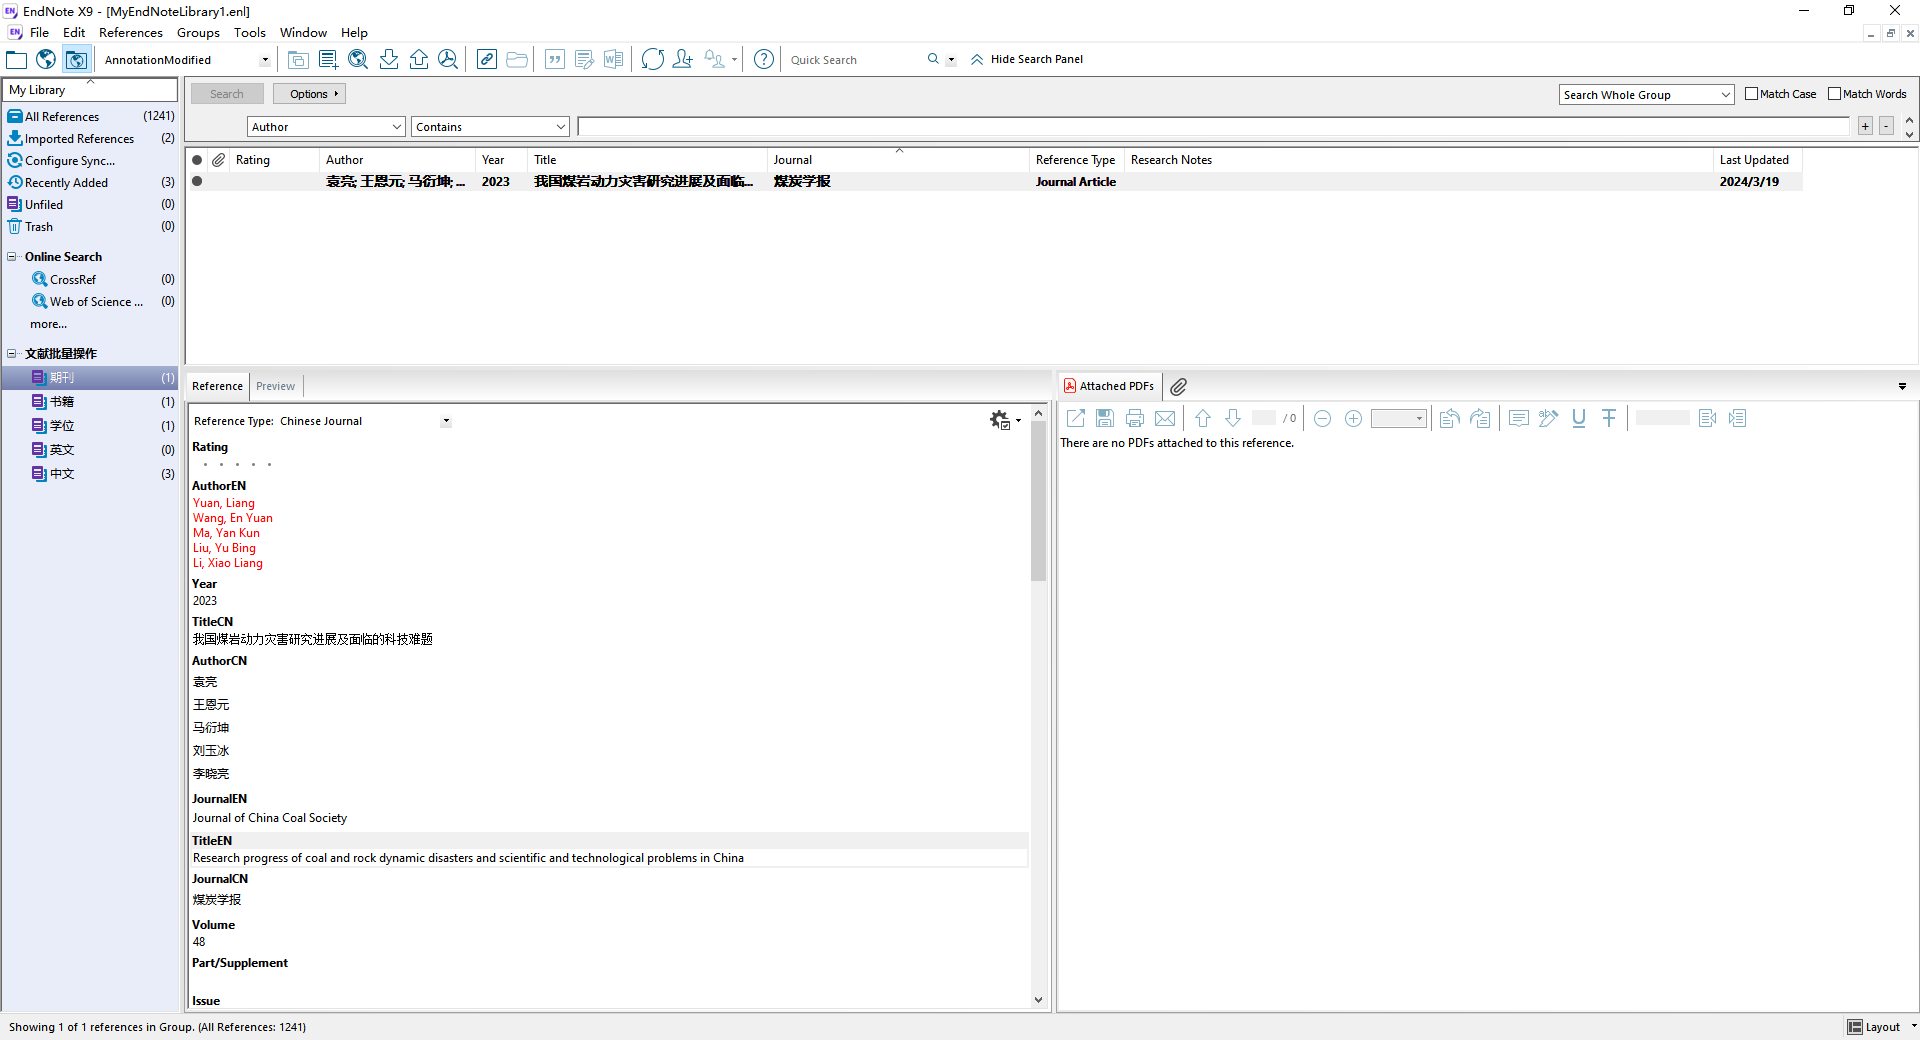 EndNote X9 - [MyEndNoteLibrary1.enl]
File Edit References Groups Tools Window Help
AnnotationModified
Quick Search
Hide Search Panel
My Library
All References (1241)
Imported References (2)
Configure Sync...
Recently Added (3)
Unfiled (0)
Trash (0)
Online Search
CrossRef (0)
Web of Science ... (0)
more...
文献批量操作
期刊 (1)
书籍 (1)
学位 (1)
英文 (0)
中文 (3)
Search Options Search Whole Group Match Case Match Words
Author Contains + -
Rating Author Year Title Journal Reference Type Research Notes Last Updated
袁亮; 王恩元; 马衍坤; ... 2023 我国煤岩动力灾害研究进展及面临... 煤炭学报 Journal Article 2024/3/19
Reference Preview
Reference Type: Chinese Journal
Rating
AuthorEN
Yuan, Liang
Wang, En Yuan
Ma, Yan Kun
Liu, Yu Bing
Li, Xiao Liang
Year
2023
TitleCN
我国煤岩动力灾害研究进展及面临的科技难题
AuthorCN
袁亮
王恩元
马衍坤
刘玉冰
李晓亮
JournalEN
Journal of China Coal Society
TitleEN
Research progress of coal and rock dynamic disasters and scientific and technological problems in China
JournalCN
煤炭学报
Volume
48
Part/Supplement
Issue
Attached PDFs
/ 0
There are no PDFs attached to this reference.
Showing 1 of 1 references in Group. (All References: 1241)
Layout